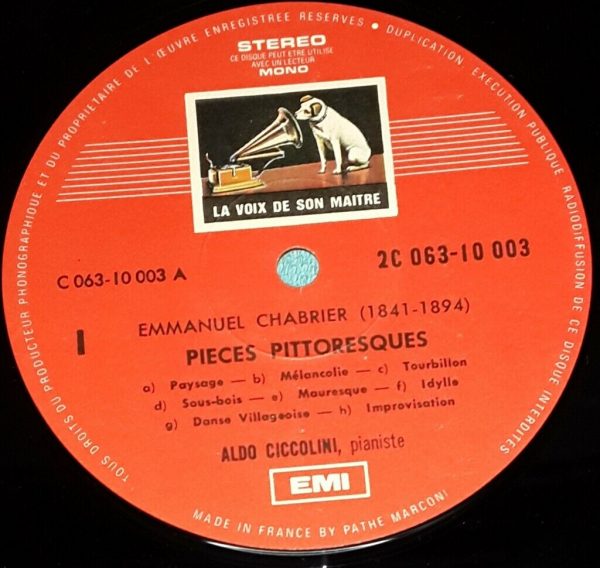 TOUS DROITS DU PRODUCTEUR PHONOGRAPHIQUE ET DU PROPRIETAIRE DE L'ŒUVRE ENREGISTREE RESERVES • DUPLICATION EXECUTION PUBLIQUE RADIODIFFUSION DE CE DISQUE INTERDITES
STEREO
CE DISQUE PEUT ETRE UTILISE
AVEC UN LECTEUR
MONO
LA VOIX DE SON MAITRE
C 063-10 003 A
2C 063-10 003
I
EMMANUEL CHABRIER (1841-1894)
PIECES PITTORESQUES
a) Paysage — b) Mélancolie — c) Tourbillon
d) Sous-bois — e) Mauresque — f) Idylle
g) Danse Villageoise — h) Improvisation
ALDO CICCOLINI, pianiste
EMI
MADE IN FRANCE BY PATHE MARCONI